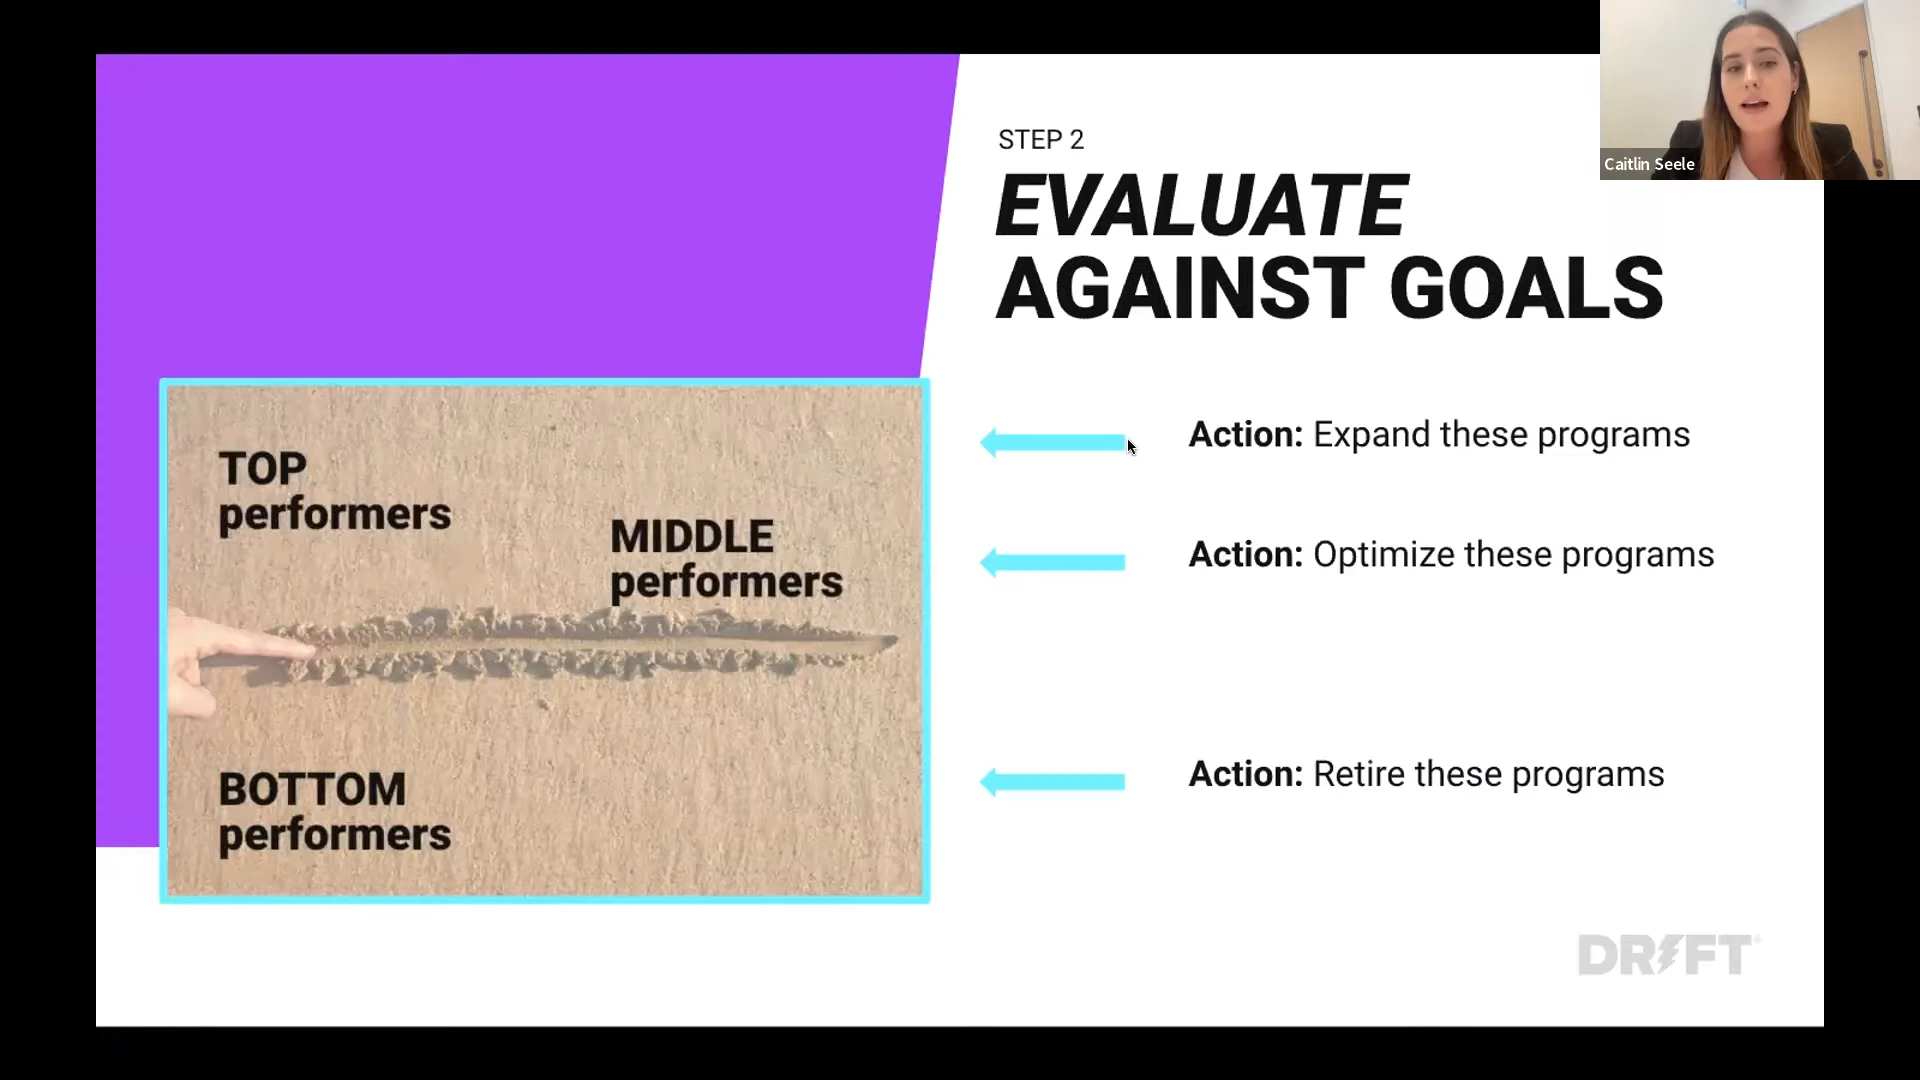 STEP 2
EVALUATE
AGAINST GOALS
Caitlin Seele
TOP
performers
MIDDLE
performers
BOTTOM
performers
Action: Expand these programs
Action: Optimize these programs
Action: Retire these programs
DRIFT